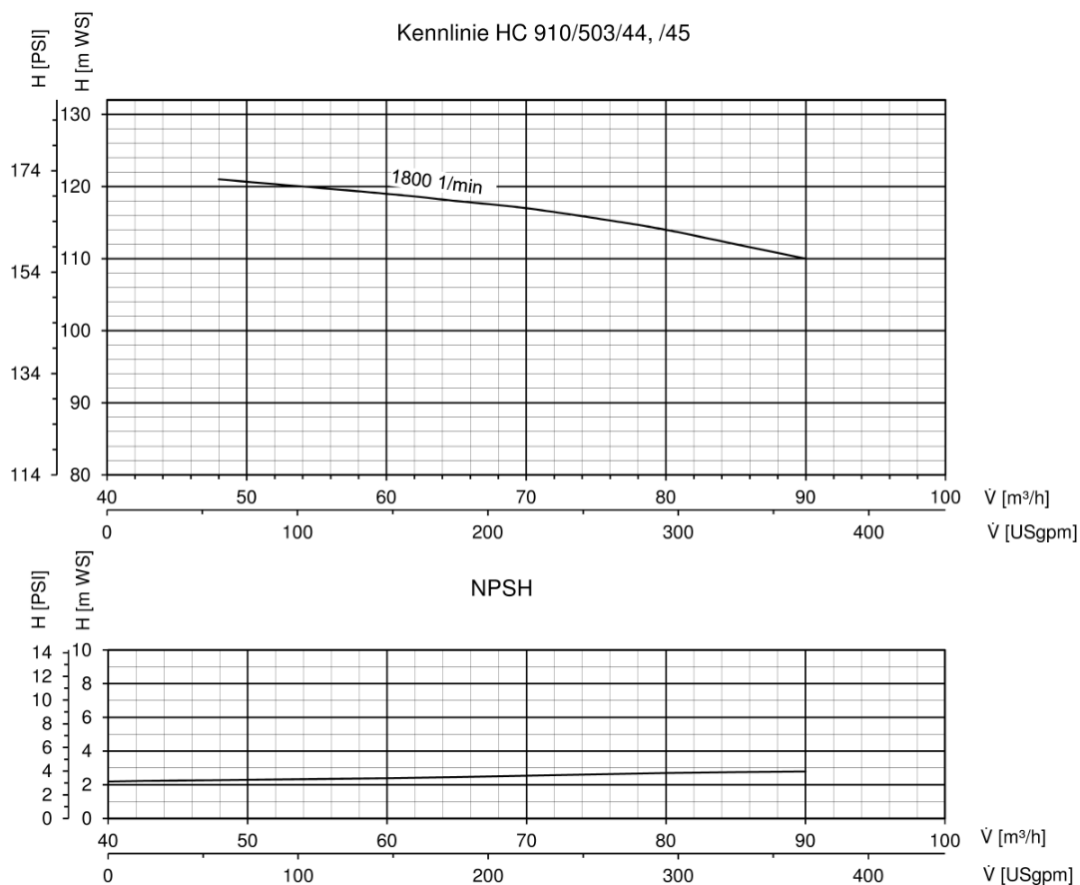 Kennlinie HC 910/503/44, /45
H [PSI]
H [m WS]
130
174
120
1800 1/min
110
154
100
134
90
114 80
40 50 60 70 80 90 100 V̇ [m³/h]
0 100 200 300 400 V̇ [USgpm]
NPSH
H [PSI]
H [m WS]
14 10
12
10 8
8 6
6
4 4
2 2
0 0
40 50 60 70 80 90 100 V̇ [m³/h]
0 100 200 300 400 V̇ [USgpm]